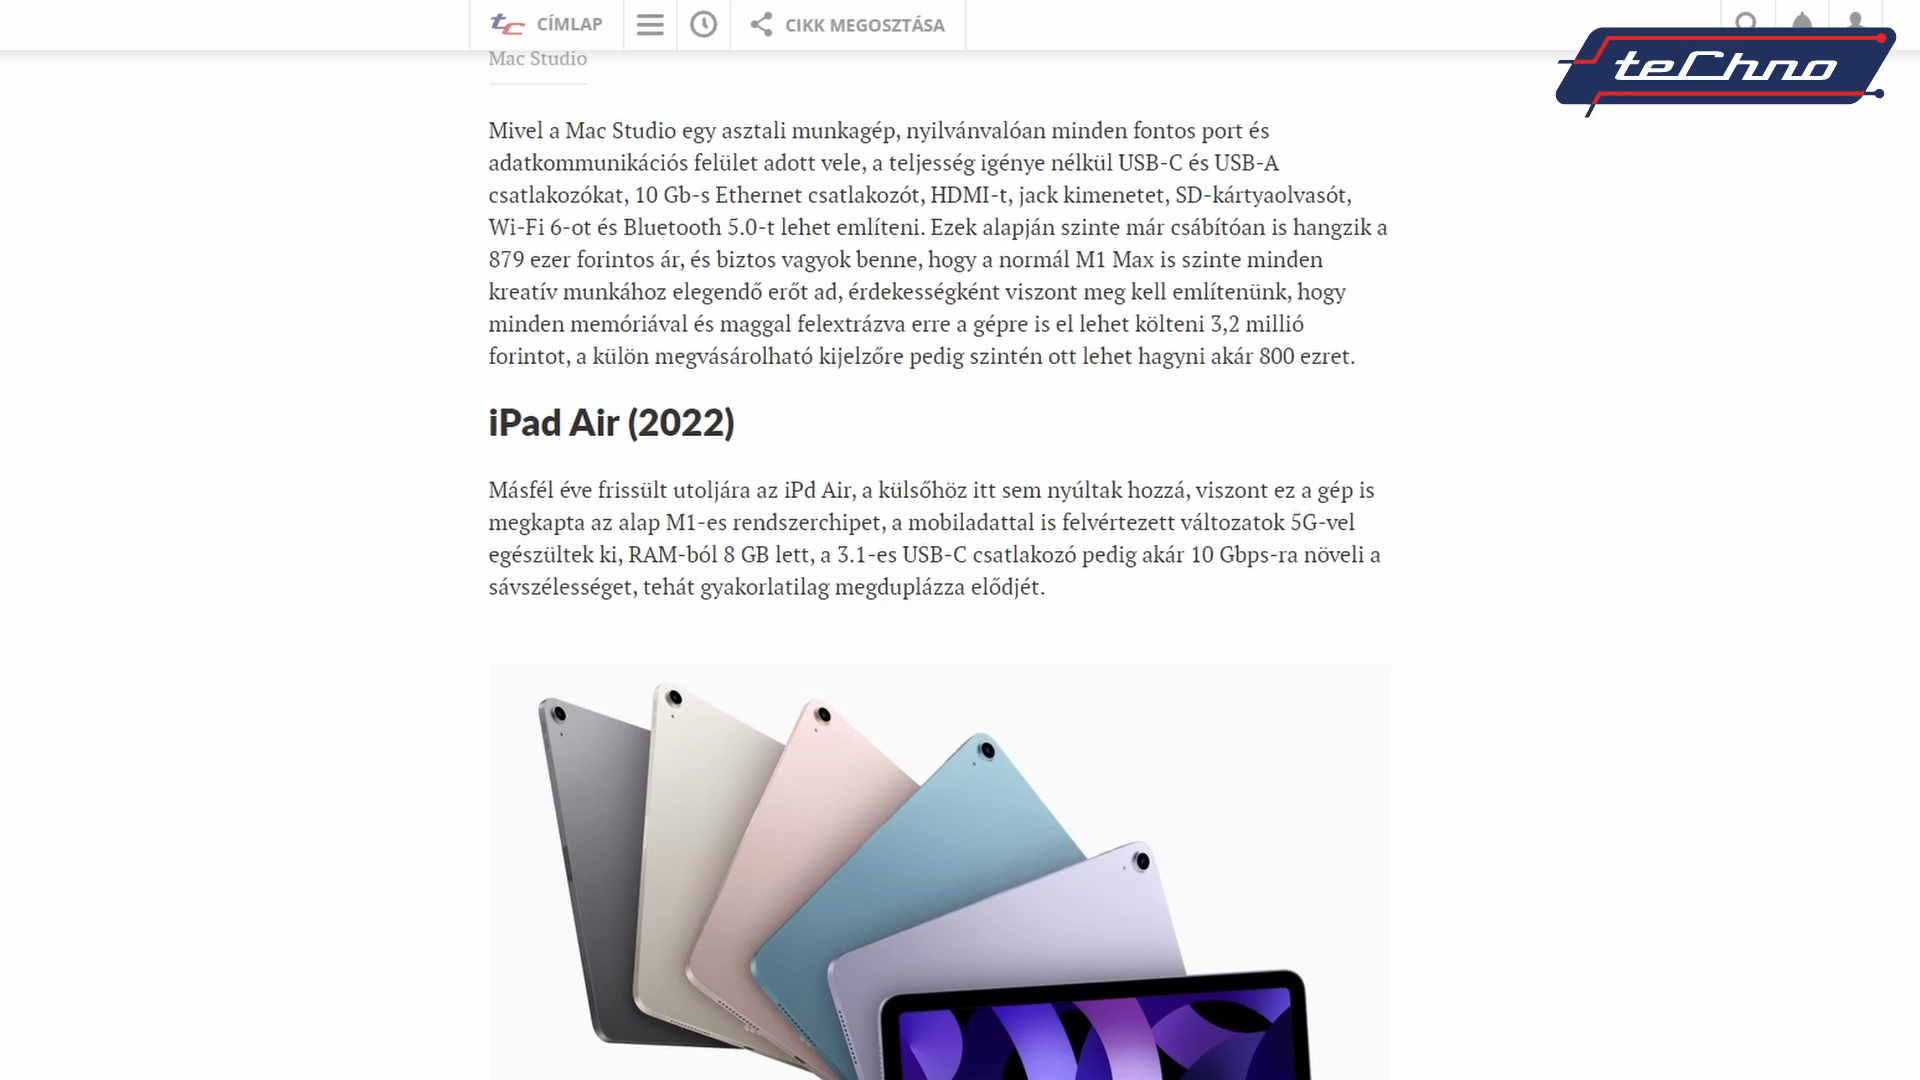 tc CÍMLAP
CIKK MEGOSZTÁSA
teChno
Mac Studio
Mivel a Mac Studio egy asztali munkagép, nyilvánvalóan minden fontos port és
adatkommunikációs felület adott vele, a teljesség igénye nélkül USB-C és USB-A
csatlakozókat, 10 Gb-s Ethernet csatlakozót, HDMI-t, jack kimenetet, SD-kártyaolvasót,
Wi-Fi 6-ot és Bluetooth 5.0-t lehet említeni. Ezek alapján szinte már csábítóan is hangzik a
879 ezer forintos ár, és biztos vagyok benne, hogy a normál M1 Max is szinte minden
kreatív munkához elegendő erőt ad, érdekességként viszont meg kell említenünk, hogy
minden memóriával és maggal felextrázva erre a gépre is el lehet költeni 3,2 millió
forintot, a külön megvásárolható kijelzőre pedig szintén ott lehet hagyni akár 800 ezret.
iPad Air (2022)
Másfél éve frissült utoljára az iPd Air, a külsőhöz itt sem nyúltak hozzá, viszont ez a gép is
megkapta az alap M1-es rendszerchipet, a mobiladattal is felvértezett változatok 5G-vel
egészültek ki, RAM-ból 8 GB lett, a 3.1-es USB-C csatlakozó pedig akár 10 Gbps-ra növeli a
sávszélességet, tehát gyakorlatilag megduplázza elődjét.